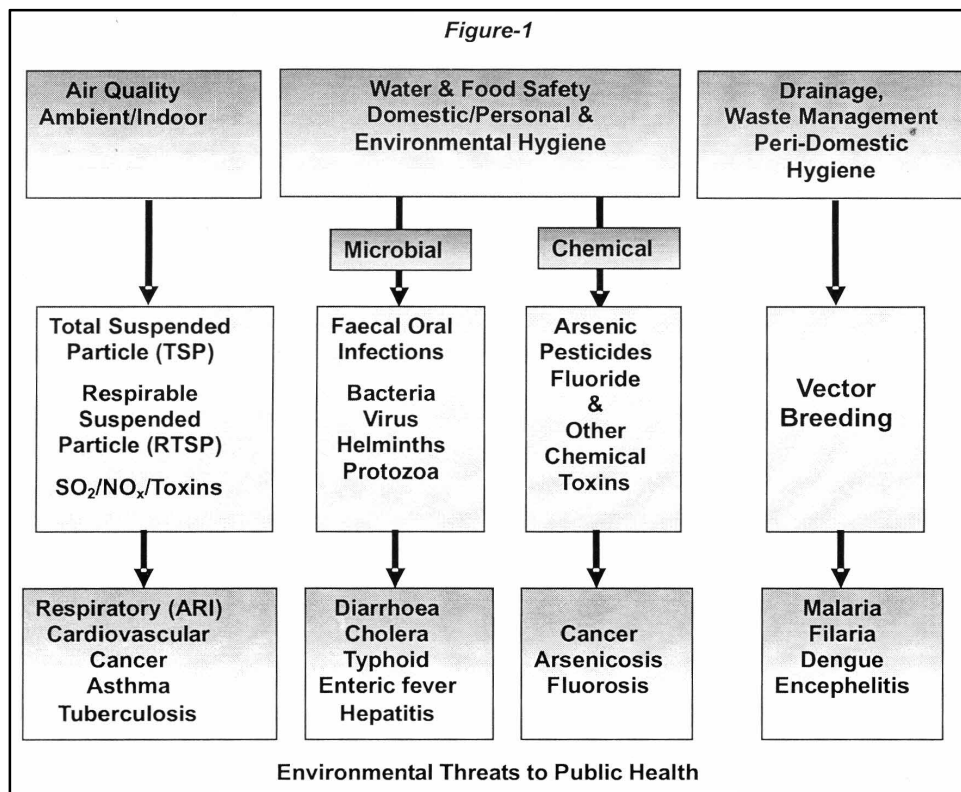 Figure-1
Air Quality
Ambient/Indoor
Water & Food Safety
Domestic/Personal &
Environmental Hygiene
Drainage,
Waste Management
Peri-Domestic
Hygiene
Microbial
Chemical
Total Suspended
Particle (TSP)
Respirable
Suspended
Particle (RTSP)
SO₂/NOₓ/Toxins
Faecal Oral
Infections
Bacteria
Virus
Helminths
Protozoa
Arsenic
Pesticides
Fluoride
&
Other
Chemical
Toxins
Vector
Breeding
Respiratory (ARI)
Cardiovascular
Cancer
Asthma
Tuberculosis
Diarrhoea
Cholera
Typhoid
Enteric fever
Hepatitis
Cancer
Arsenicosis
Fluorosis
Malaria
Filaria
Dengue
Encephelitis
Environmental Threats to Public Health